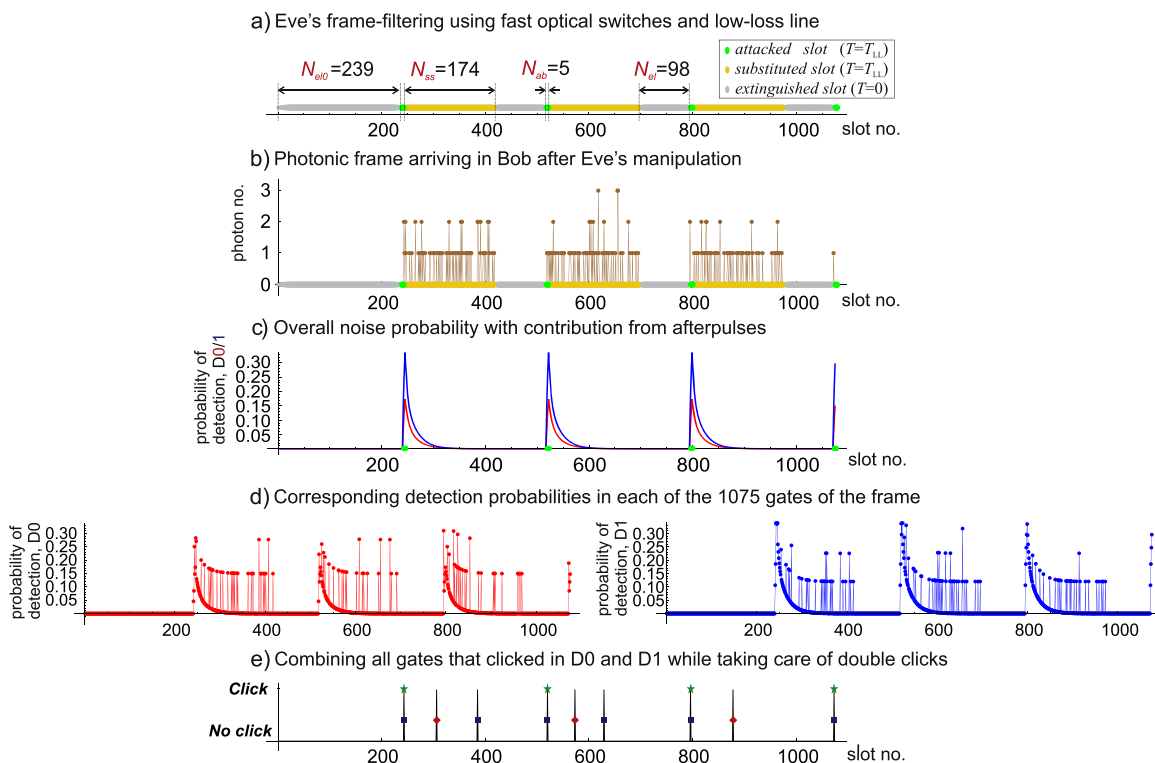 a) Eve's frame-filtering using fast optical switches and low-loss line
attacked slot (T=T_LL)
substituted slot (T=T_LL)
extinguished slot (T=0)
N_el0=239 N_ss=174 N_ab=5 N_el=98
200 400 600 800 1000 slot no.
b) Photonic frame arriving in Bob after Eve's manipulation
photon no.
3
2
1
0
200 400 600 800 1000 slot no.
c) Overall noise probability with contribution from afterpulses
probability of
detection, D0/1
0.30
0.25
0.20
0.15
0.10
0.05
200 400 600 800 1000 slot no.
d) Corresponding detection probabilities in each of the 1075 gates of the frame
probability of
detection, D0
0.30
0.25
0.20
0.15
0.10
0.05
200 400 600 800 1000
probability of
detection, D1
0.30
0.25
0.20
0.15
0.10
0.05
200 400 600 800 1000
e) Combining all gates that clicked in D0 and D1 while taking care of double clicks
Click
No click
200 400 600 800 1000 slot no.